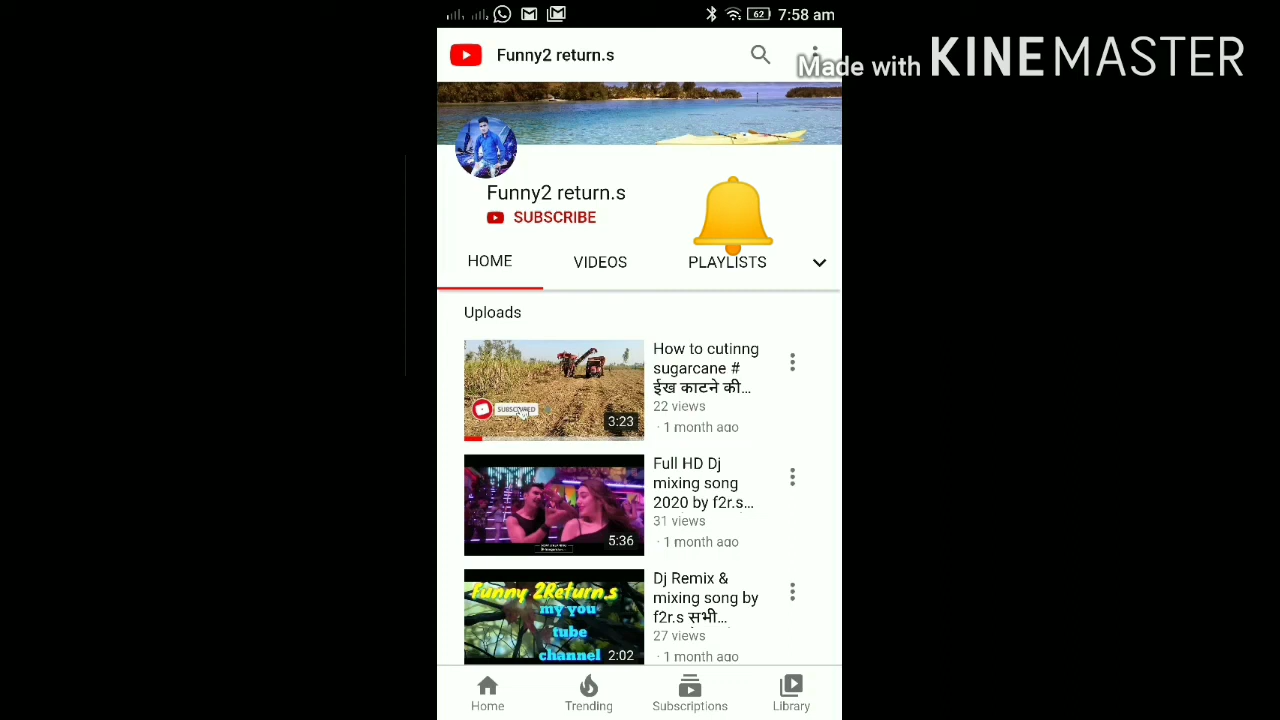 62 7:58 am
Made with KINEMASTER
Funny2 return.s
Funny2 return.s
SUBSCRIBE
HOME VIDEOS PLAYLISTS
Uploads
How to cutinng
sugarcane #
ईख काटने की...
22 views
· 1 month ago
SUBSCRIBED
3:23
Full HD Dj
mixing song
2020 by f2r.s...
31 views
· 1 month ago
5:36
Dj Remix &
mixing song by
f2r.s सभी...
27 views
· 1 month ago
Funny 2Return.s
my you
tube
channel
2:02
Home Trending Subscriptions Library